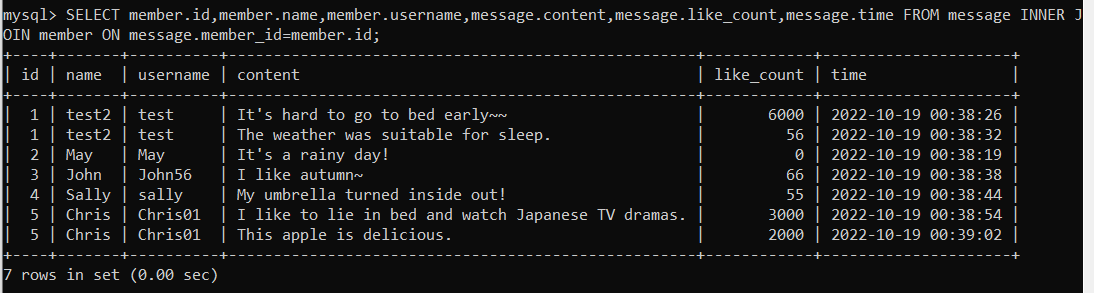 mysql> SELECT member.id,member.name,member.username,message.content,message.like_count,message.time FROM message INNER J
OIN member ON message.member_id=member.id;
+----+-------+----------+----------------------------------------------------+------------+---------------------+
| id | name  | username | content                                            | like_count | time                |
+----+-------+----------+----------------------------------------------------+------------+---------------------+
|  1 | test2 | test     | It's hard to go to bed early~~                     |       6000 | 2022-10-19 00:38:26 |
|  1 | test2 | test     | The weather was suitable for sleep.                |         56 | 2022-10-19 00:38:32 |
|  2 | May   | May      | It's a rainy day!                                  |          0 | 2022-10-19 00:38:19 |
|  3 | John  | John56   | I like autumn~                                     |         66 | 2022-10-19 00:38:38 |
|  4 | Sally | sally    | My umbrella turned inside out!                     |         55 | 2022-10-19 00:38:44 |
|  5 | Chris | Chris01  | I like to lie in bed and watch Japanese TV dramas. |       3000 | 2022-10-19 00:38:54 |
|  5 | Chris | Chris01  | This apple is delicious.                           |       2000 | 2022-10-19 00:39:02 |
+----+-------+----------+----------------------------------------------------+------------+---------------------+
7 rows in set (0.00 sec)